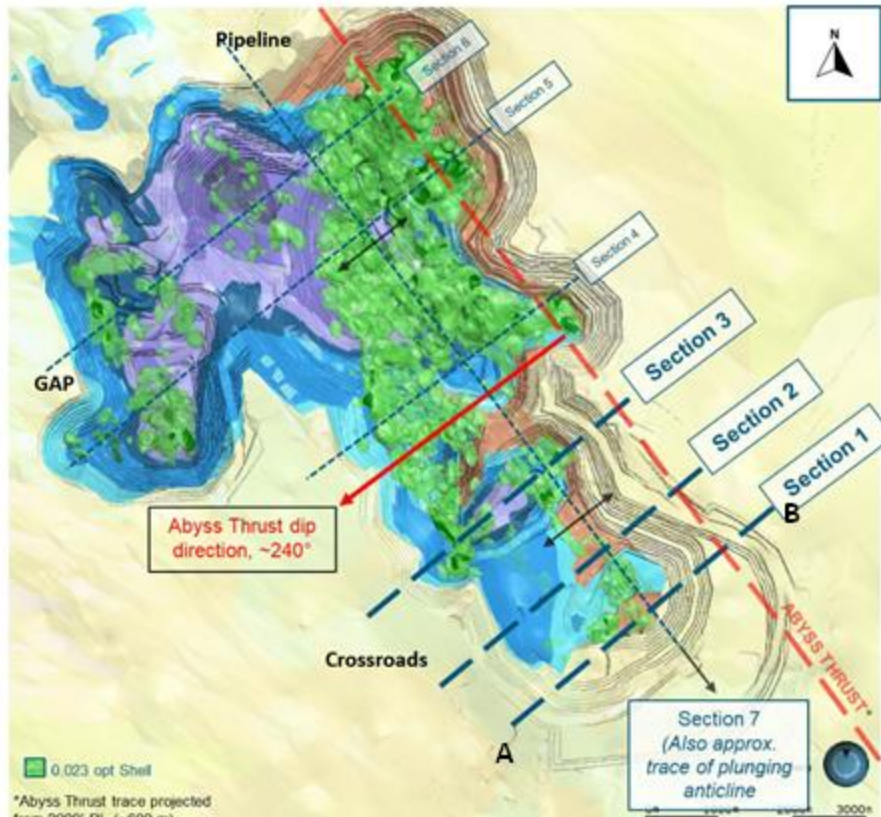 Pipeline
N
Section 6
Section 5
Section 4
Section 3
GAP
Section 2
Section 1
B
Abyss Thrust dip
direction, ~240°
ABYSS THRUST*
Crossroads
A
Section 7
(Also approx.
trace of plunging
anticline
0.023 opt Shell
*Abyss Thrust trace projected